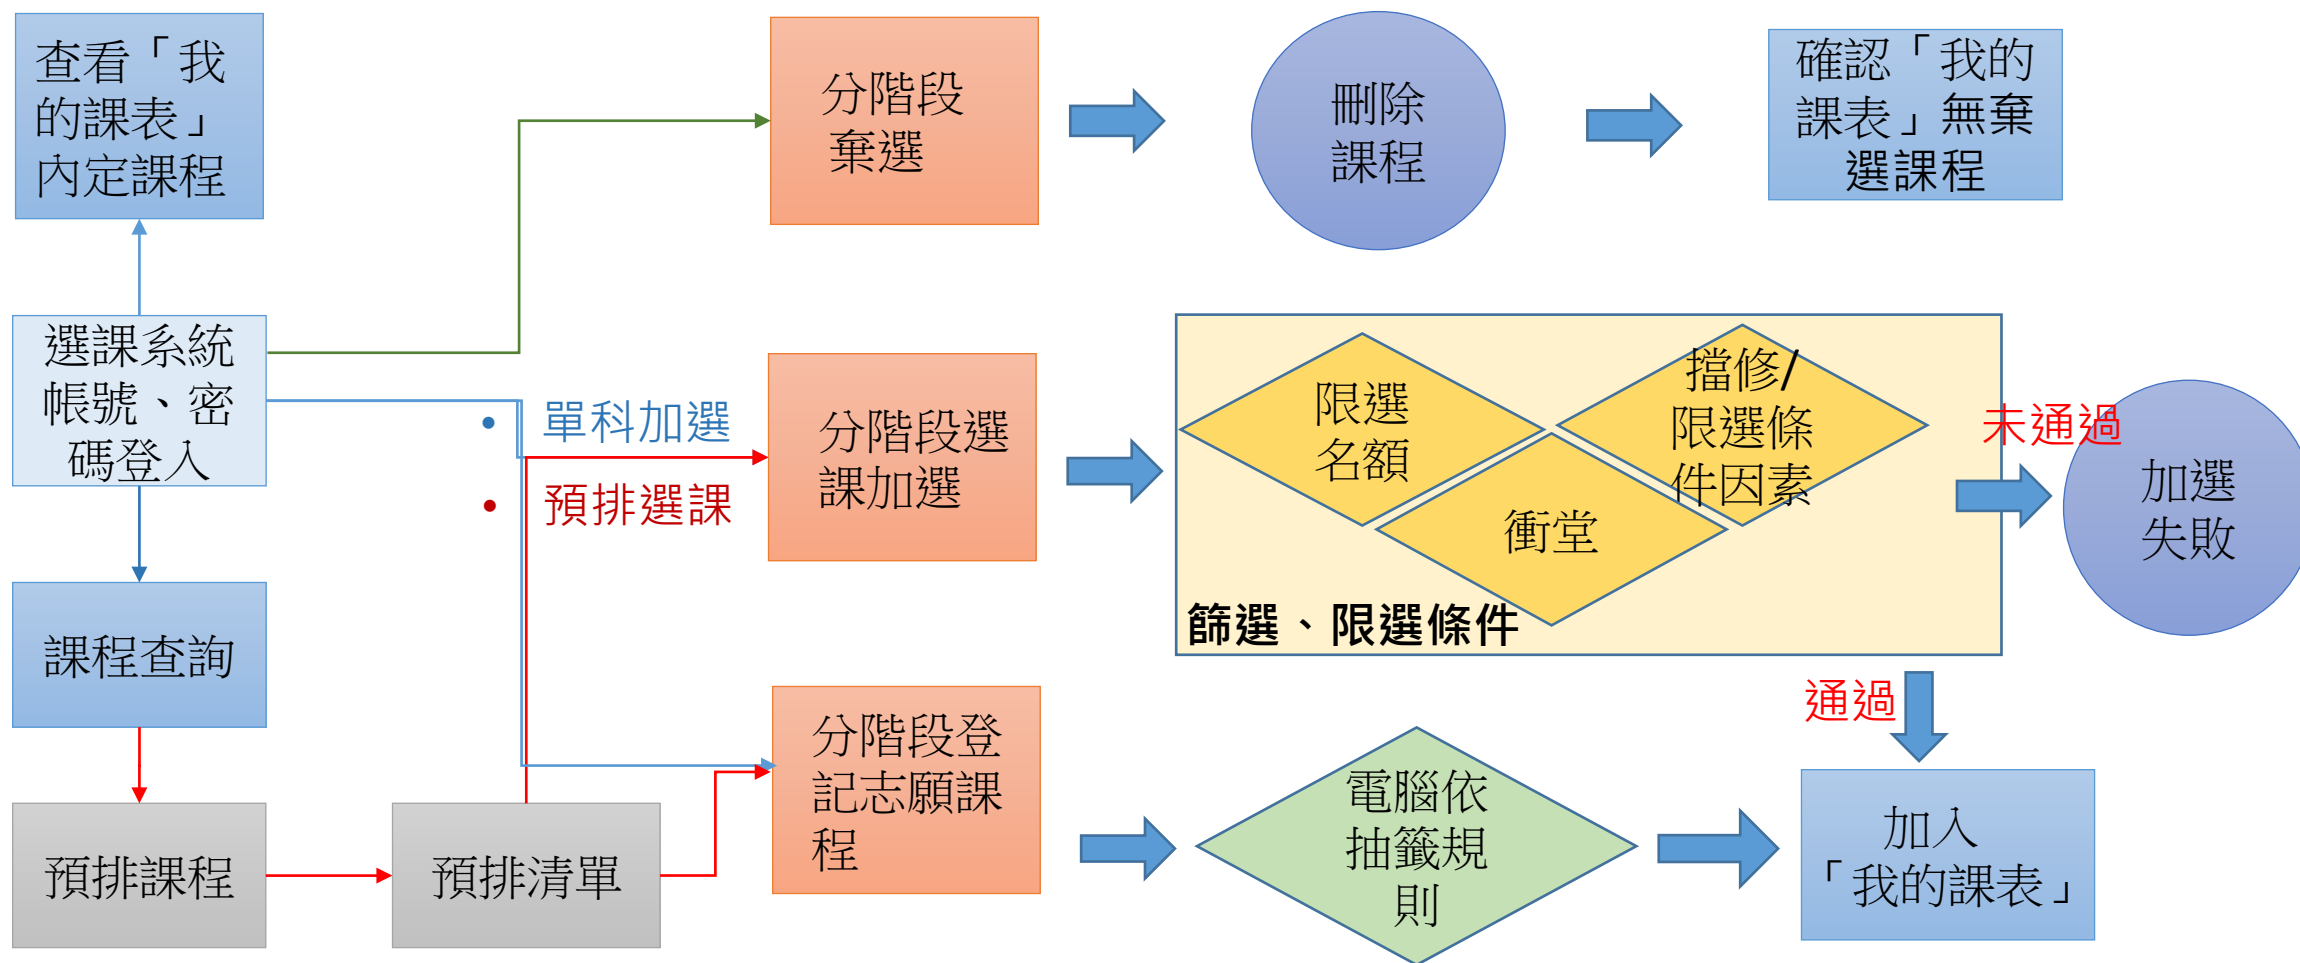 查看「我
的課表」
內定課程
分階段
棄選
刪除
課程
確認「我的
課表」無棄
選課程
選課系統
帳號、密
碼登入
• 單科加選
• 預排選課
分階段選
課加選
限選
名額
擋修/
限選條
件因素
衝堂
篩選、限選條件
未通過
加選
失敗
課程查詢
通過
預排課程
預排清單
分階段登
記志願課
程
電腦依
抽籤規
則
加入
「我的課表」